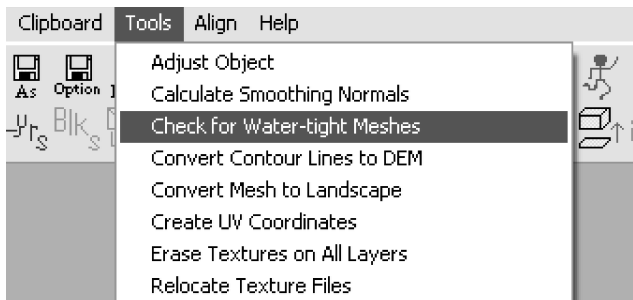 Clipboard Tools Align Help
Adjust Object
As Option
Calculate Smoothing Normals
Blk s
Check for Water-tight Meshes
Convert Contour Lines to DEM
Convert Mesh to Landscape
Create UV Coordinates
Erase Textures on All Layers
Relocate Texture Files